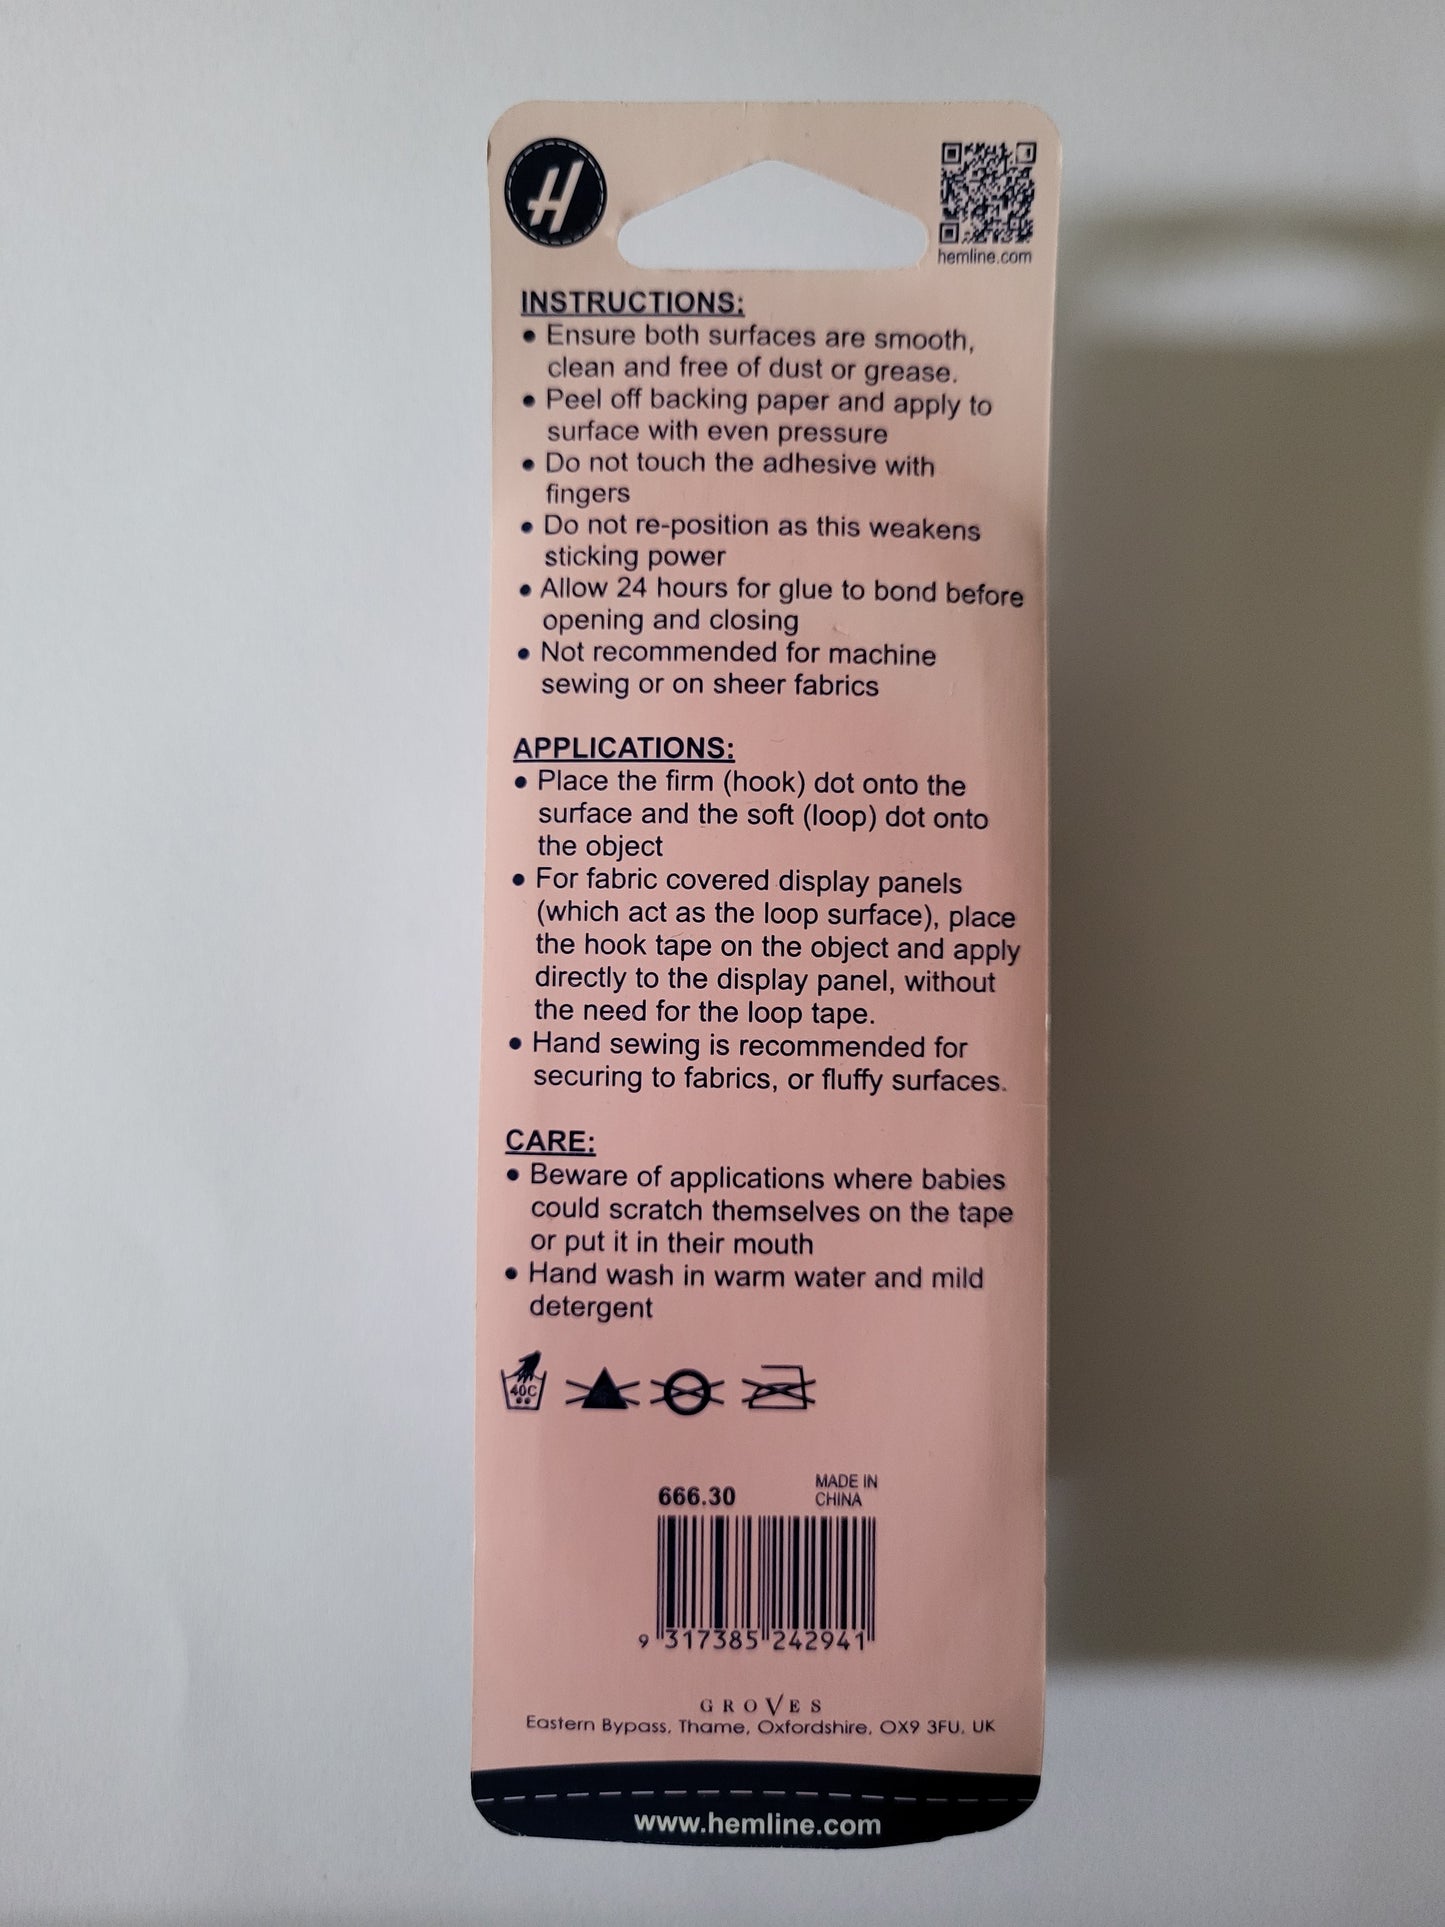 H
hemline.com
INSTRUCTIONS:
• Ensure both surfaces are smooth,
clean and free of dust or grease.
• Peel off backing paper and apply to
surface with even pressure
• Do not touch the adhesive with
fingers
• Do not re-position as this weakens
sticking power
• Allow 24 hours for glue to bond before
opening and closing
• Not recommended for machine
sewing or on sheer fabrics
APPLICATIONS:
• Place the firm (hook) dot onto the
surface and the soft (loop) dot onto
the object
• For fabric covered display panels
(which act as the loop surface), place
the hook tape on the object and apply
directly to the display panel, without
the need for the loop tape.
• Hand sewing is recommended for
securing to fabrics, or fluffy surfaces.
CARE:
• Beware of applications where babies
could scratch themselves on the tape
or put it in their mouth
• Hand wash in warm water and mild
detergent
40C
666.30
MADE IN
CHINA
9 317385 242941
GROVES
Eastern Bypass, Thame, Oxfordshire, OX9 3FU, UK
www.hemline.com